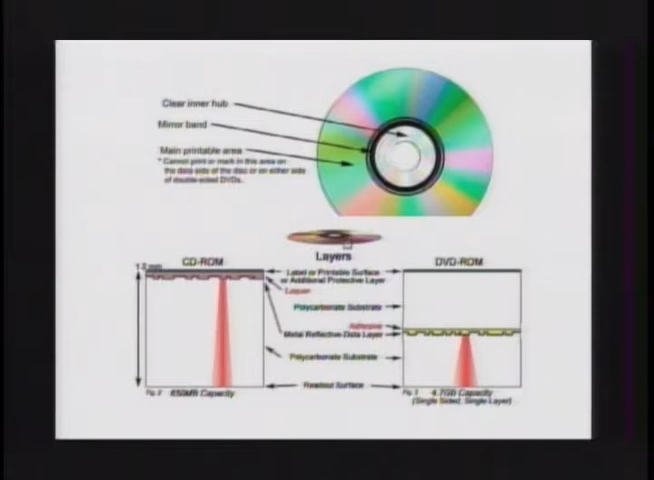 Clear inner hub
Mirror band
Main printable area
* Cannot print or mark in this area on
the data side of the disc or on either side
of double-sided DVDs.
Layers
CD-ROM
DVD-ROM
1.2 mm
Label or Printable Surface
or Additional Protective Layer
Laquer
Polycarbonate Substrate
Adhesive
Metal Reflective Data Layer
Polycarbonate Substrate
Readout Surface
650MB Capacity
4.7GB Capacity
(Single Sided, Single Layer)